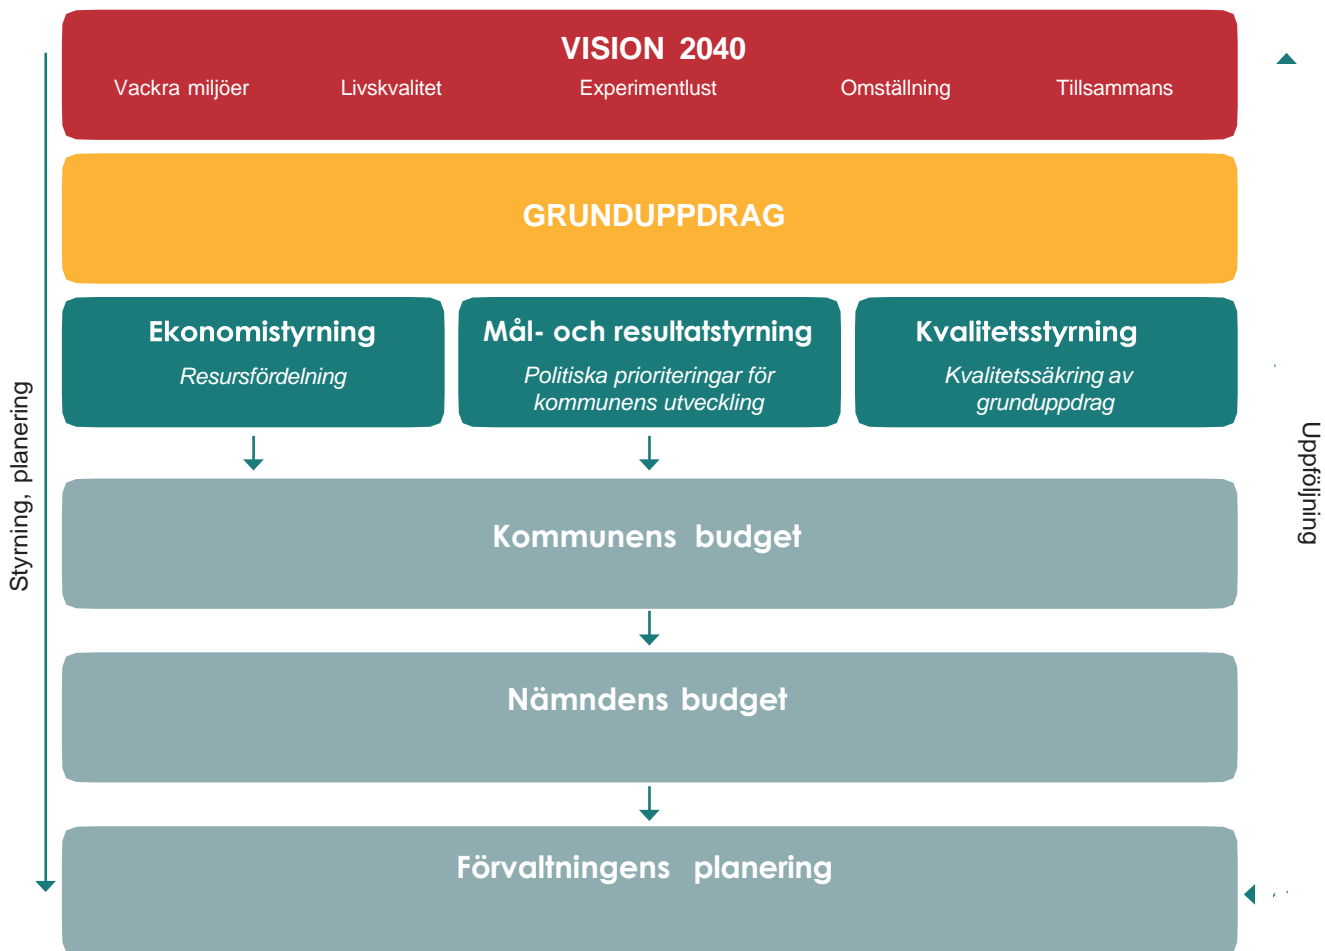 VISION 2040
Vackra miljöer
Livskvalitet
Experimentlust
Omställning
Tillsammans
GRUNDUPPDRAG
Ekonomistyrning
Resursfördelning
Mål- och resultatstyrning
Politiska prioriteringar för
kommunens utveckling
Kvalitetsstyrning
Kvalitetssäkring av
grunduppdrag
Styrning, planering
Uppföljning
Kommunens budget
Nämndens budget
Förvaltningens planering